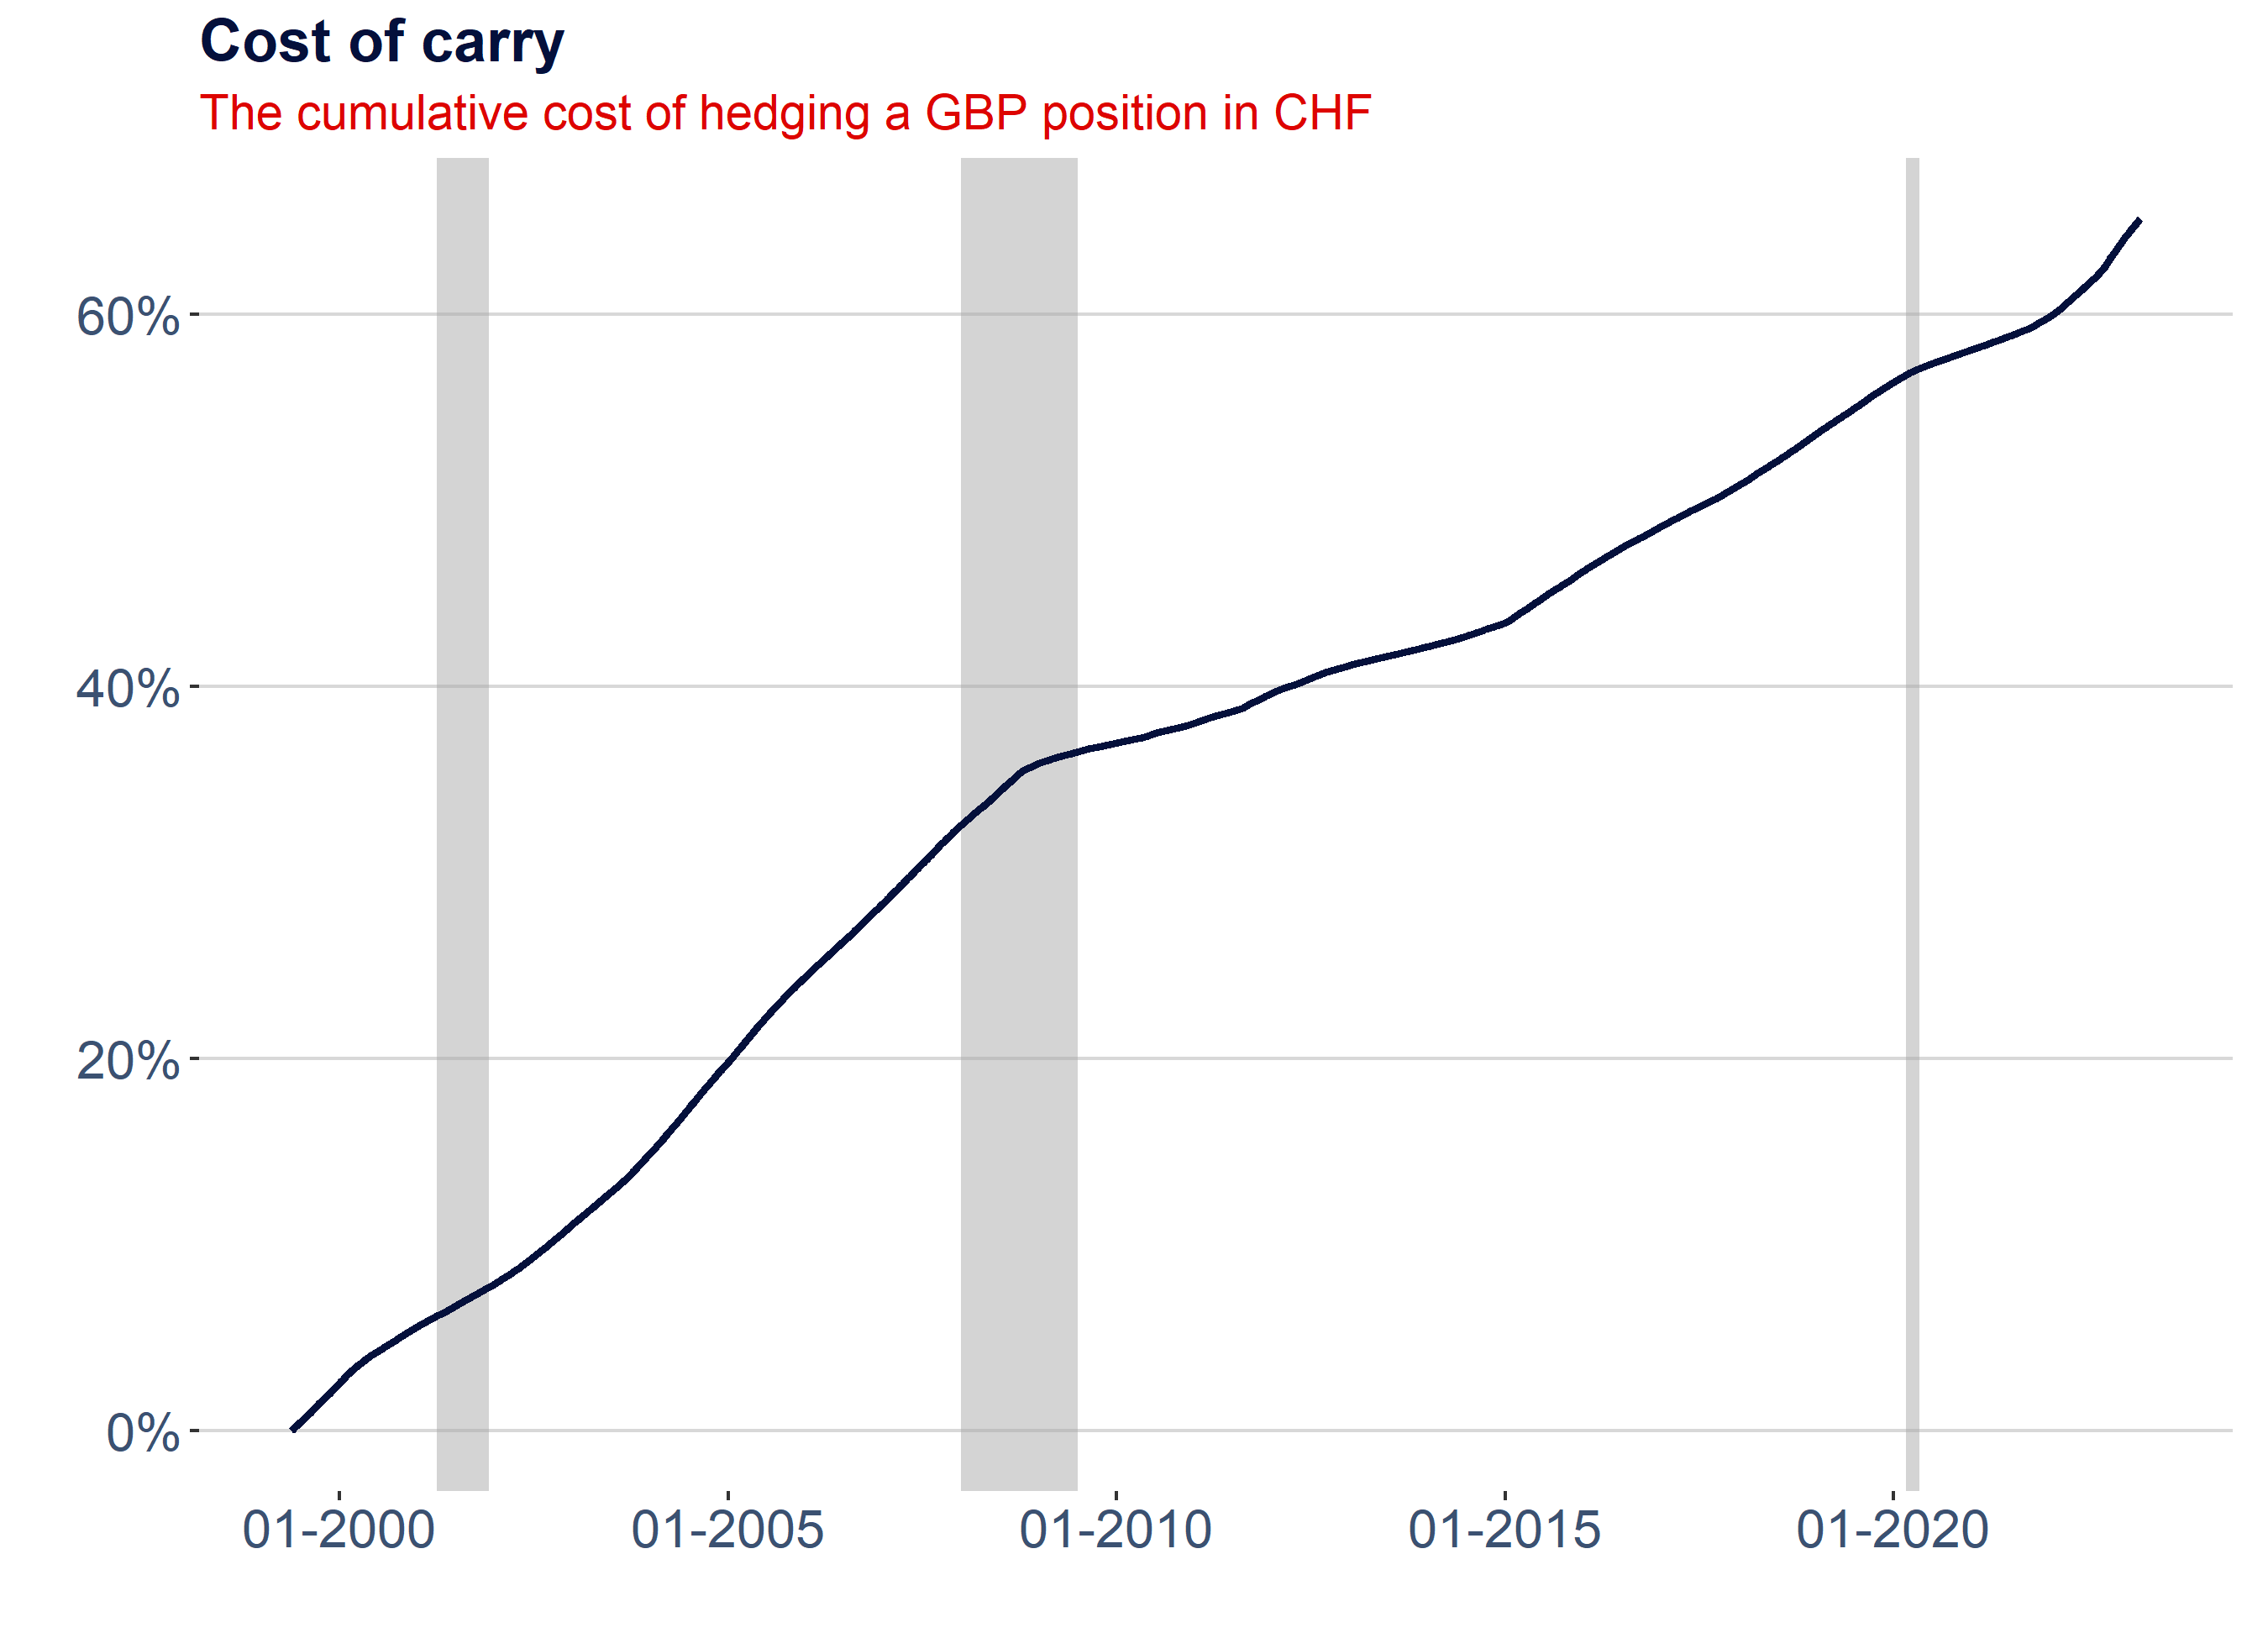 Cost of carry
The cumulative cost of hedging a GBP position in CHF
60%
40%
20%
0%
01-2000 01-2005 01-2010 01-2015 01-2020